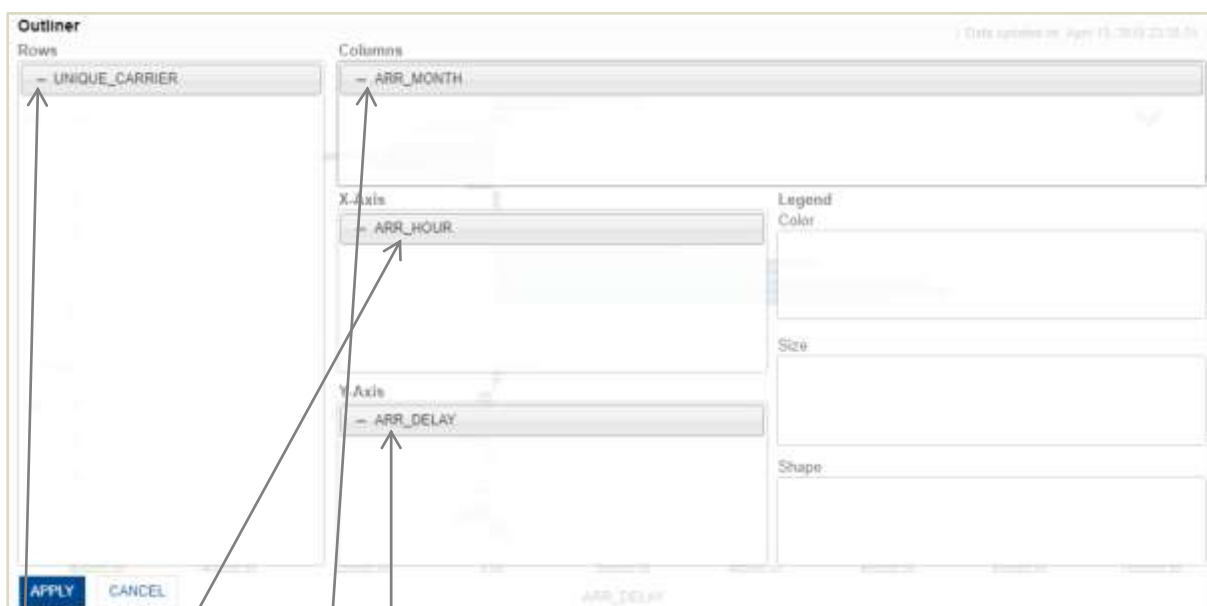 Outliner
Rows
UNIQUE_CARRIER
Columns
ARR_MONTH
X-Axis
ARR_HOUR
Y-Axis
ARR_DELAY
Legend
Color
Size
Shape
APPLY
CANCEL
ARR_DELAY